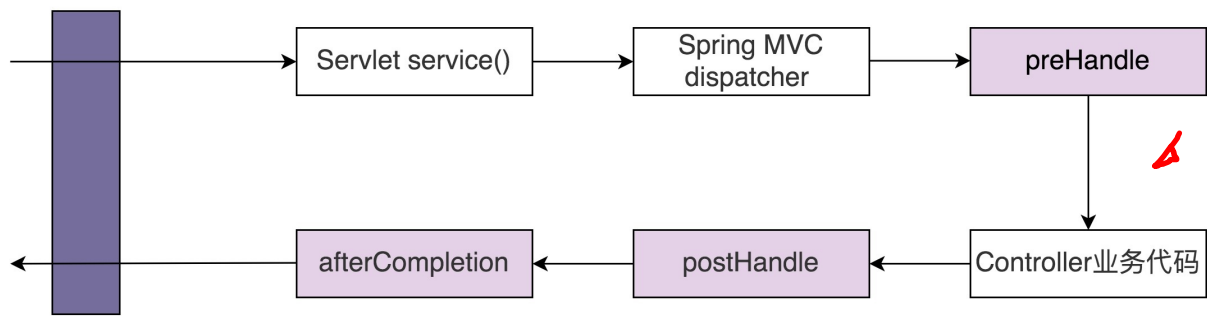 Servlet service()
Spring MVC
dispatcher
preHandle
afterCompletion
postHandle
Controller业务代码